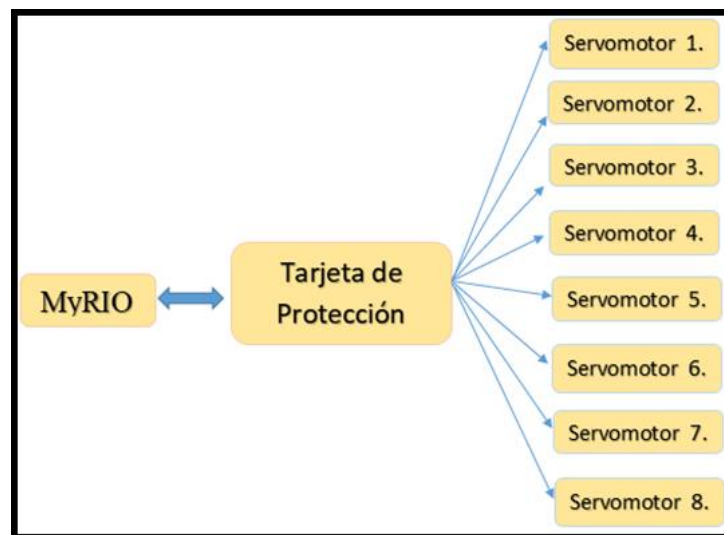 MyRIO
Tarjeta de
Protección
Servomotor 1.
Servomotor 2.
Servomotor 3.
Servomotor 4.
Servomotor 5.
Servomotor 6.
Servomotor 7.
Servomotor 8.